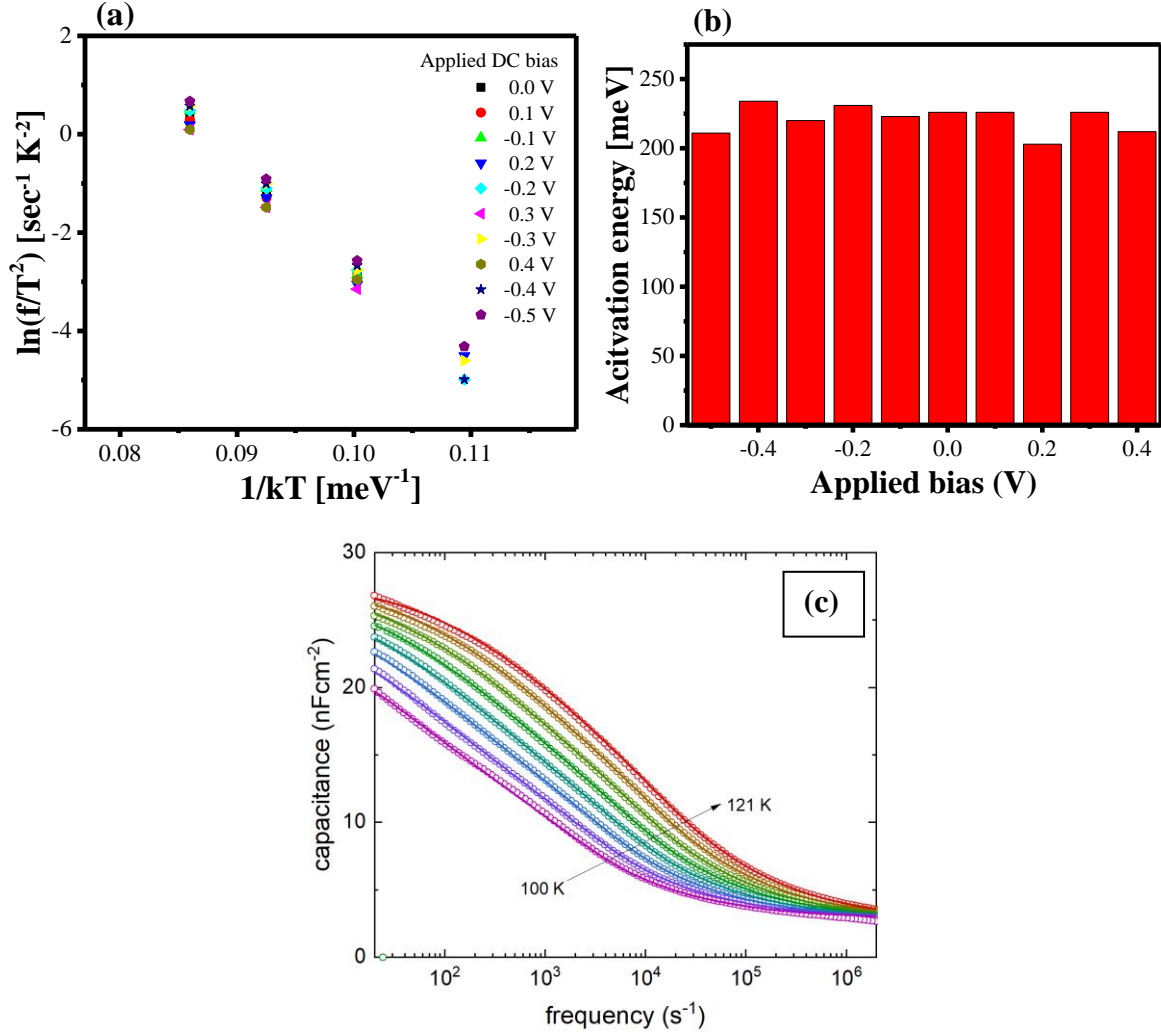 (a)
2
0
-2
-4
-6
ln(f/T²) [sec⁻¹ K⁻²]
0.08 0.09 0.10 0.11
1/kT [meV⁻¹]
Applied DC bias
0.0 V
0.1 V
-0.1 V
0.2 V
-0.2 V
0.3 V
-0.3 V
0.4 V
-0.4 V
-0.5 V
(b)
250
200
150
100
50
0
Acitvation energy [meV]
-0.4 -0.2 0.0 0.2 0.4
Applied bias (V)
(c)
30
20
10
0
capacitance (nFcm⁻²)
121 K
100 K
10² 10³ 10⁴ 10⁵ 10⁶
frequency (s⁻¹)